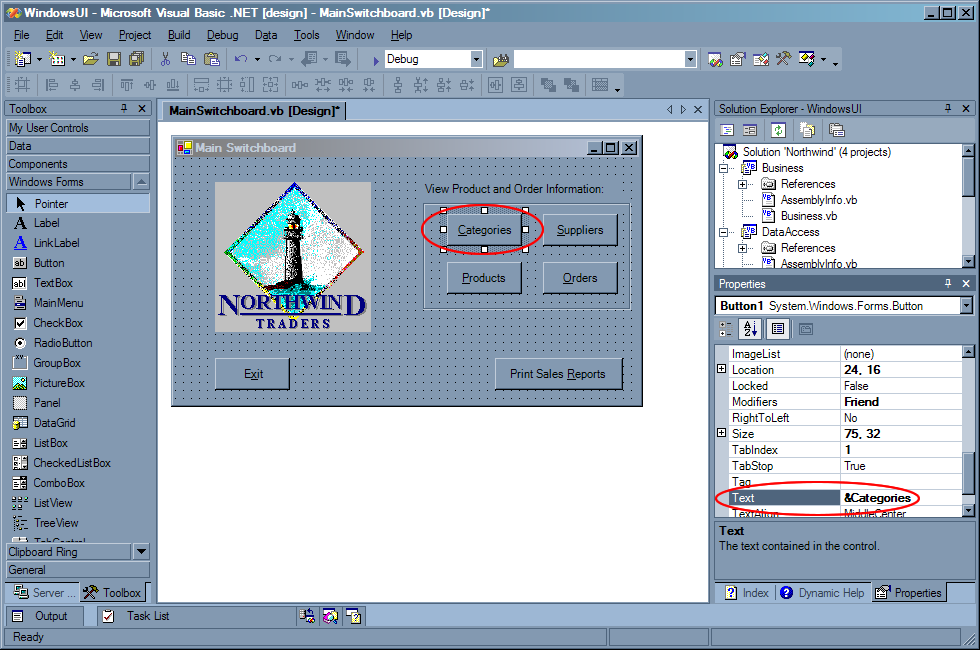 WindowsUI - Microsoft Visual Basic .NET [design] - MainSwitchboard.vb [Design]*
File Edit View Project Build Debug Data Tools Window Help
Debug
Toolbox
My User Controls
Data
Components
Windows Forms
Pointer
Label
LinkLabel
Button
TextBox
MainMenu
CheckBox
RadioButton
GroupBox
PictureBox
Panel
DataGrid
ListBox
CheckedListBox
ComboBox
ListView
TreeView
TabControl
Clipboard Ring
General
Server ... Toolbox
MainSwitchboard.vb [Design]*
Main Switchboard
NORTHWIND
TRADERS
View Product and Order Information:
Categories Suppliers
Products Orders
Exit Print Sales Reports
Solution Explorer - WindowsUI
Solution 'Northwind' (4 projects)
Business
References
AssemblyInfo.vb
Business.vb
DataAccess
References
AssemblyInfo.vb
Properties
Button1 System.Windows.Forms.Button
ImageList (none)
Location 24, 16
Locked False
Modifiers Friend
RightToLeft No
Size 75, 32
TabIndex 1
TabStop True
Tag
Text &Categories
TextAlign MiddleCenter
Text
The text contained in the control.
Index Dynamic Help Properties
Output Task List
Ready